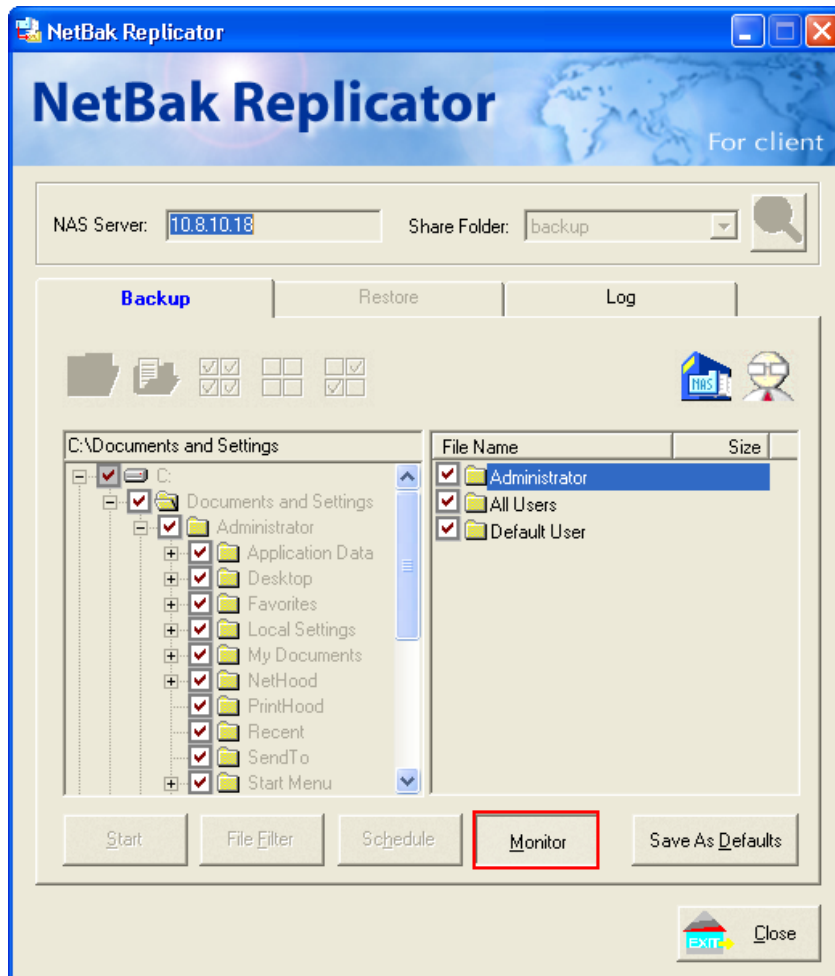 NetBak Replicator
NetBak Replicator
For client
NAS Server: 10.8.10.18 Share Folder: backup
Backup Restore Log
NAS
C:\Documents and Settings
C:
Documents and Settings
Administrator
Application Data
Desktop
Favorites
Local Settings
My Documents
NetHood
PrintHood
Recent
SendTo
Start Menu
File Name Size
Administrator
All Users
Default User
Start File Filter Schedule Monitor Save As Defaults
EXIT Close